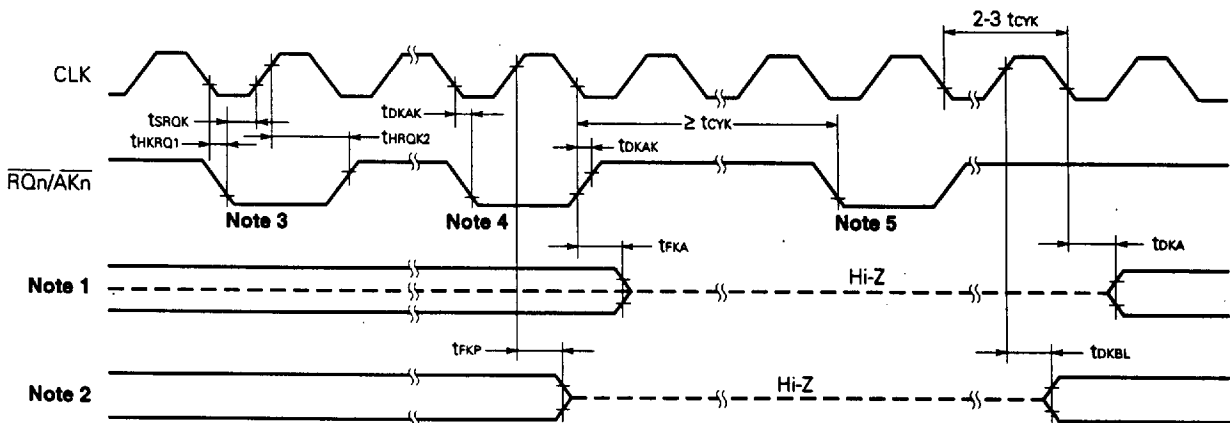 2-3 tCYK
CLK
tSRQK
tHKRQ1
tHRQK2
tDKAK
≥ tCYK
tDKAK
RQn/AKn
Note 3
Note 4
Note 5
tFKA
tDKA
Note 1
Hi-Z
tFKP
tDKBL
Note 2
Hi-Z